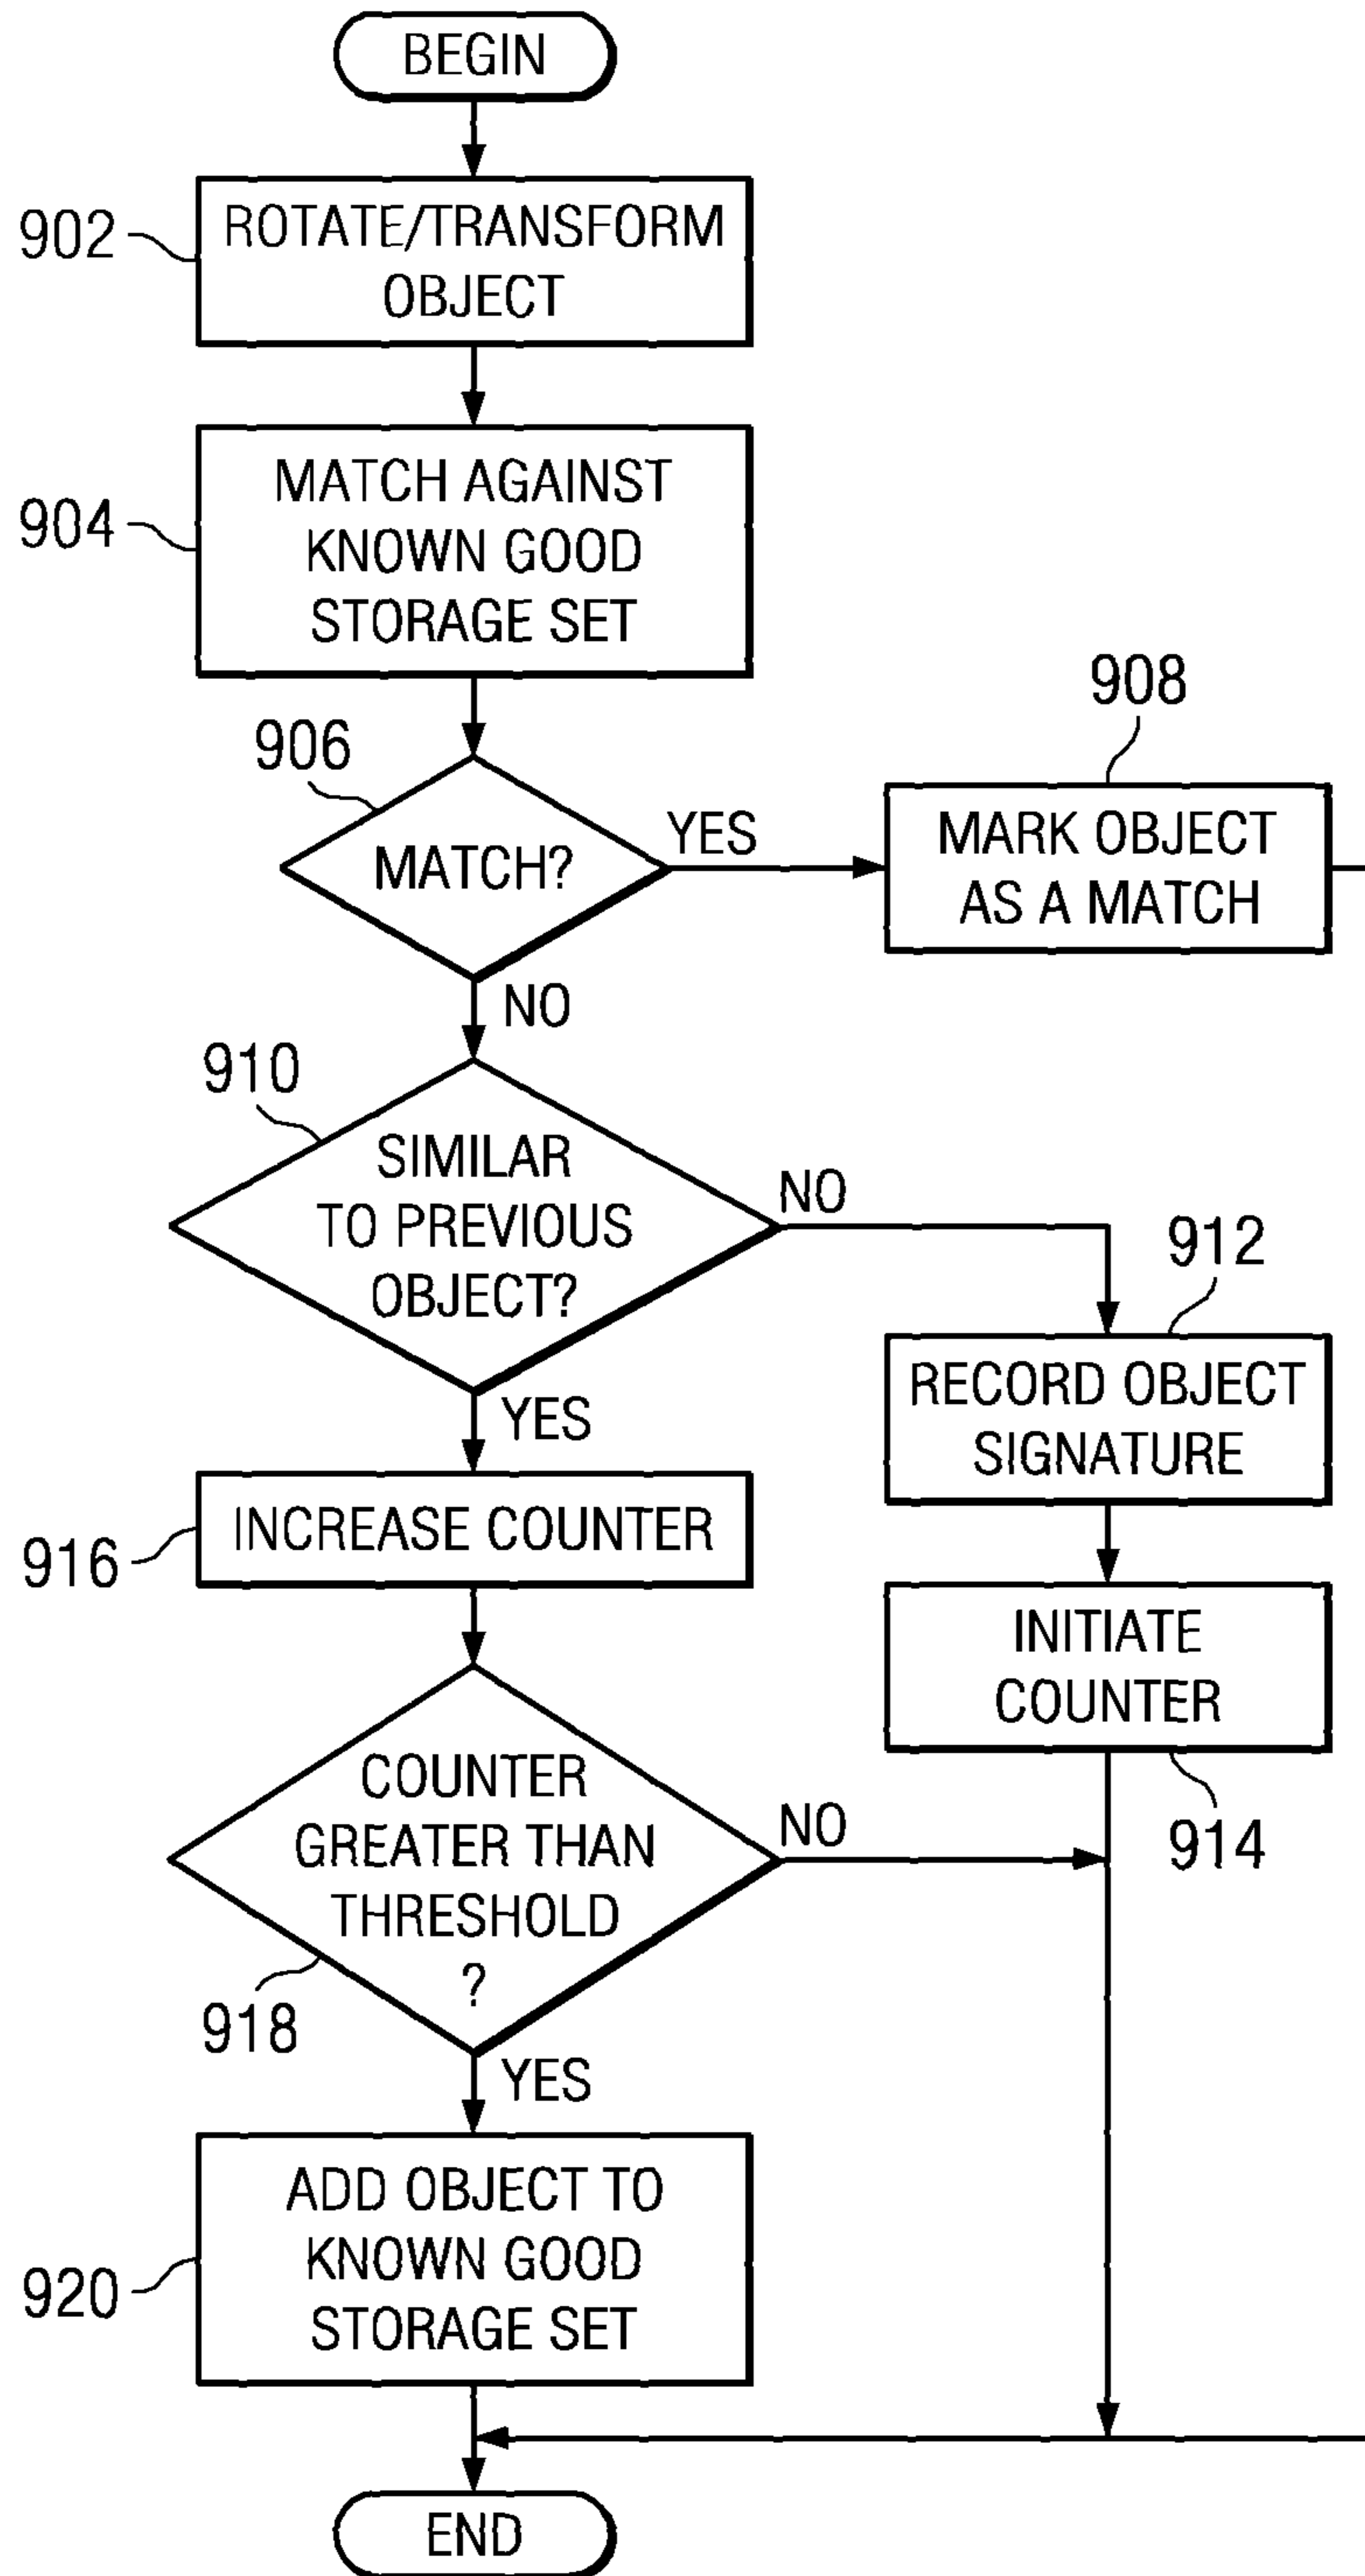 BEGIN
902
ROTATE/TRANSFORM
OBJECT
904
MATCH AGAINST
KNOWN GOOD
STORAGE SET
906
MATCH?
YES
908
MARK OBJECT
AS A MATCH
NO
910
SIMILAR
TO PREVIOUS
OBJECT?
NO
912
RECORD OBJECT
SIGNATURE
YES
916
INCREASE COUNTER
INITIATE
COUNTER
914
COUNTER
GREATER THAN
THRESHOLD
?
NO
918
YES
920
ADD OBJECT TO
KNOWN GOOD
STORAGE SET
END